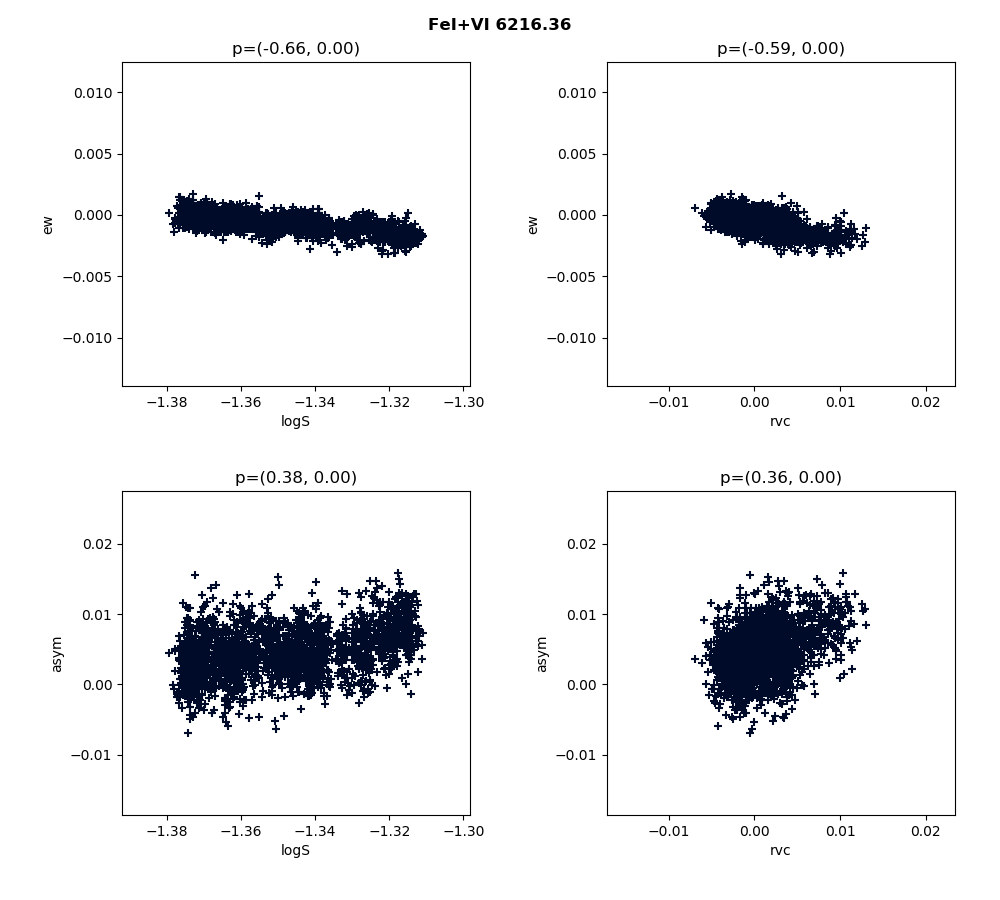 FeI+VI 6216.36
p=(-0.66, 0.00)
p=(-0.59, 0.00)
0.010
0.005
0.000
−0.005
−0.010
ew
−1.38 −1.36 −1.34 −1.32 −1.30
logS
0.010
0.005
0.000
−0.005
−0.010
ew
−0.01 0.00 0.01 0.02
rvc
p=(0.38, 0.00)
p=(0.36, 0.00)
0.02
0.01
0.00
−0.01
asym
−1.38 −1.36 −1.34 −1.32 −1.30
logS
0.02
0.01
0.00
−0.01
asym
−0.01 0.00 0.01 0.02
rvc